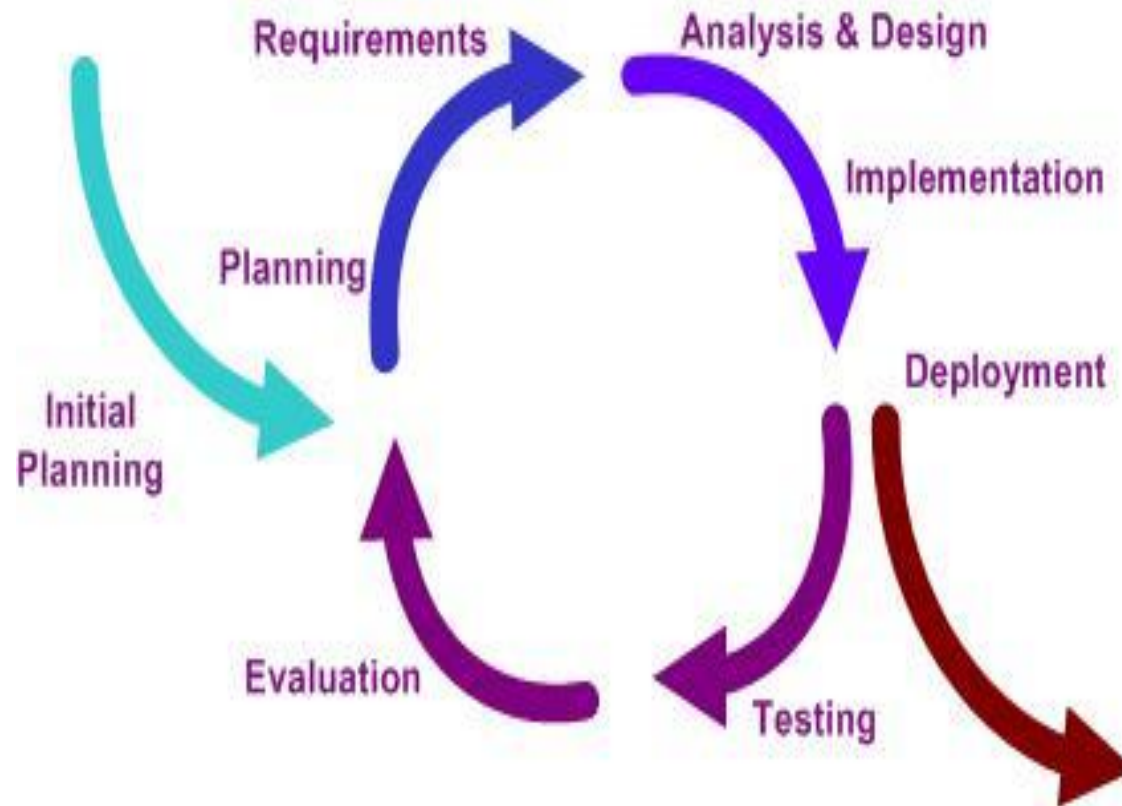 Requirements
Analysis & Design
Implementation
Planning
Deployment
Initial
Planning
Evaluation
Testing